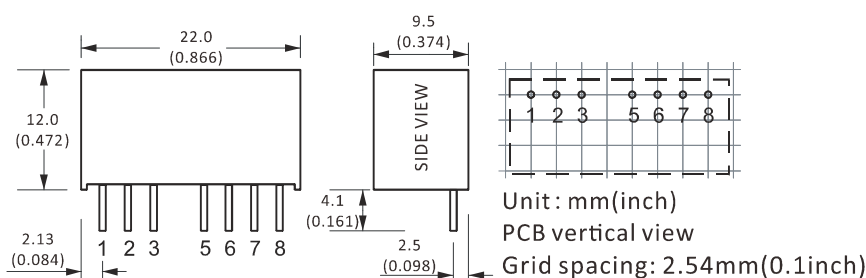 22.0
(0.866)
12.0
(0.472)
2.13
(0.084)
1 2 3 5 6 7 8
9.5
(0.374)
SIDE VIEW
4.1
(0.161)
2.5
(0.098)
1 2 3 5 6 7 8
Unit: mm(inch)
PCB vertical view
Grid spacing: 2.54mm(0.1inch)